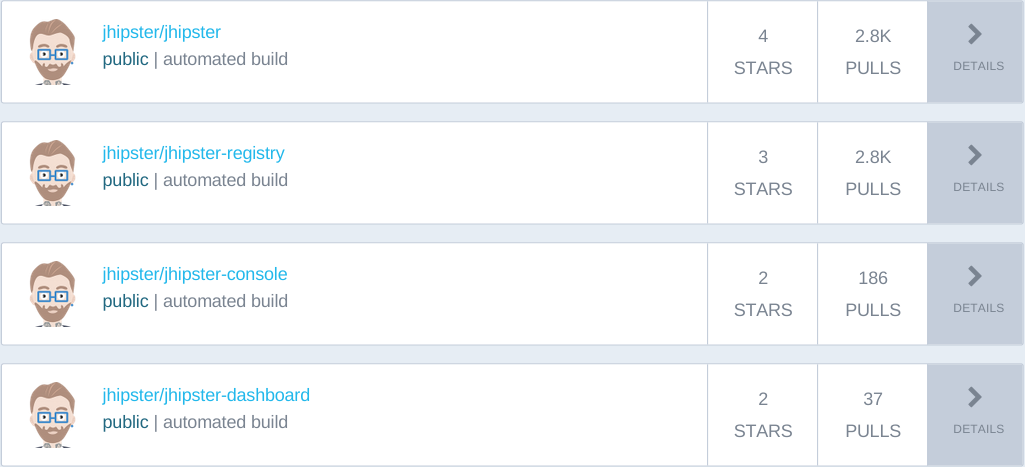 jhipster/jhipster
public | automated build
4
STARS
2.8K
PULLS
DETAILS
jhipster/jhipster-registry
public | automated build
3
STARS
2.8K
PULLS
DETAILS
jhipster/jhipster-console
public | automated build
2
STARS
186
PULLS
DETAILS
jhipster/jhipster-dashboard
public | automated build
2
STARS
37
PULLS
DETAILS